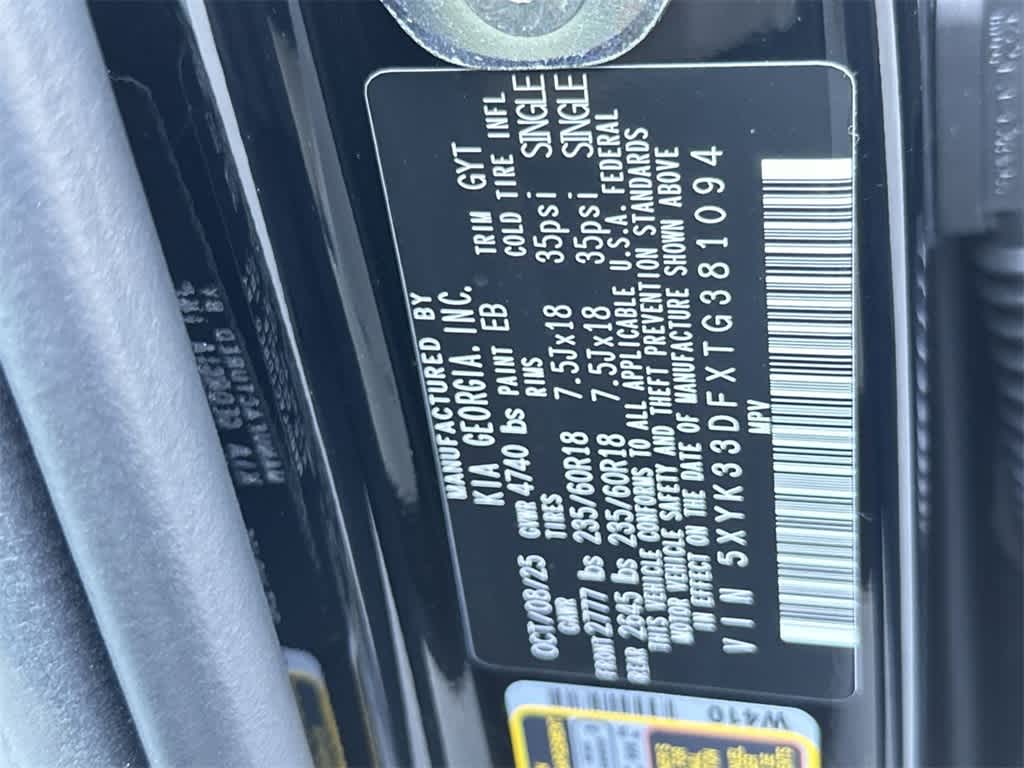 MANUFACTURED BY
KIA GEORGIA. INC.
OCT/08/25 GVWR 4740 lbs PAINT EB TRIM GYT
GAWR TIRES RIMS COLD TIRE INFL
FRNT 2777 lbs 235/60R18 7.5Jx18 35psi SINGLE
REAR 2645 lbs 235/60R18 7.5Jx18 35psi SINGLE
THIS VEHICLE CONFORMS TO ALL APPLICABLE U.S.A. FEDERAL
MOTOR VEHICLE SAFETY AND THEFT PREVENTION STANDARDS
IN EFFECT ON THE DATE OF MANUFACTURE SHOWN ABOVE
VIN 5XYK33DFXTG381094
MPV
W410